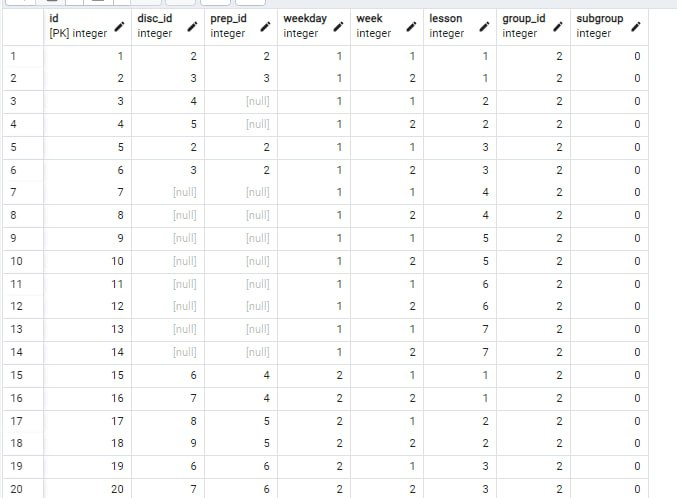 id disc_id prep_id weekday week lesson group_id subgroup
[PK] integer integer integer integer integer integer integer integer
1 1 2 2 1 1 1 2 0
2 2 3 3 1 2 1 2 0
3 3 4 [null] 1 1 2 2 0
4 4 5 [null] 1 2 2 2 0
5 5 2 2 1 1 3 2 0
6 6 3 2 1 2 3 2 0
7 7 [null] [null] 1 1 4 2 0
8 8 [null] [null] 1 2 4 2 0
9 9 [null] [null] 1 1 5 2 0
10 10 [null] [null] 1 2 5 2 0
11 11 [null] [null] 1 1 6 2 0
12 12 [null] [null] 1 2 6 2 0
13 13 [null] [null] 1 1 7 2 0
14 14 [null] [null] 1 2 7 2 0
15 15 6 4 2 1 1 2 0
16 16 7 4 2 2 1 2 0
17 17 8 5 2 1 2 2 0
18 18 9 5 2 2 2 2 0
19 19 6 6 2 1 3 2 0
20 20 7 6 2 2 3 2 0